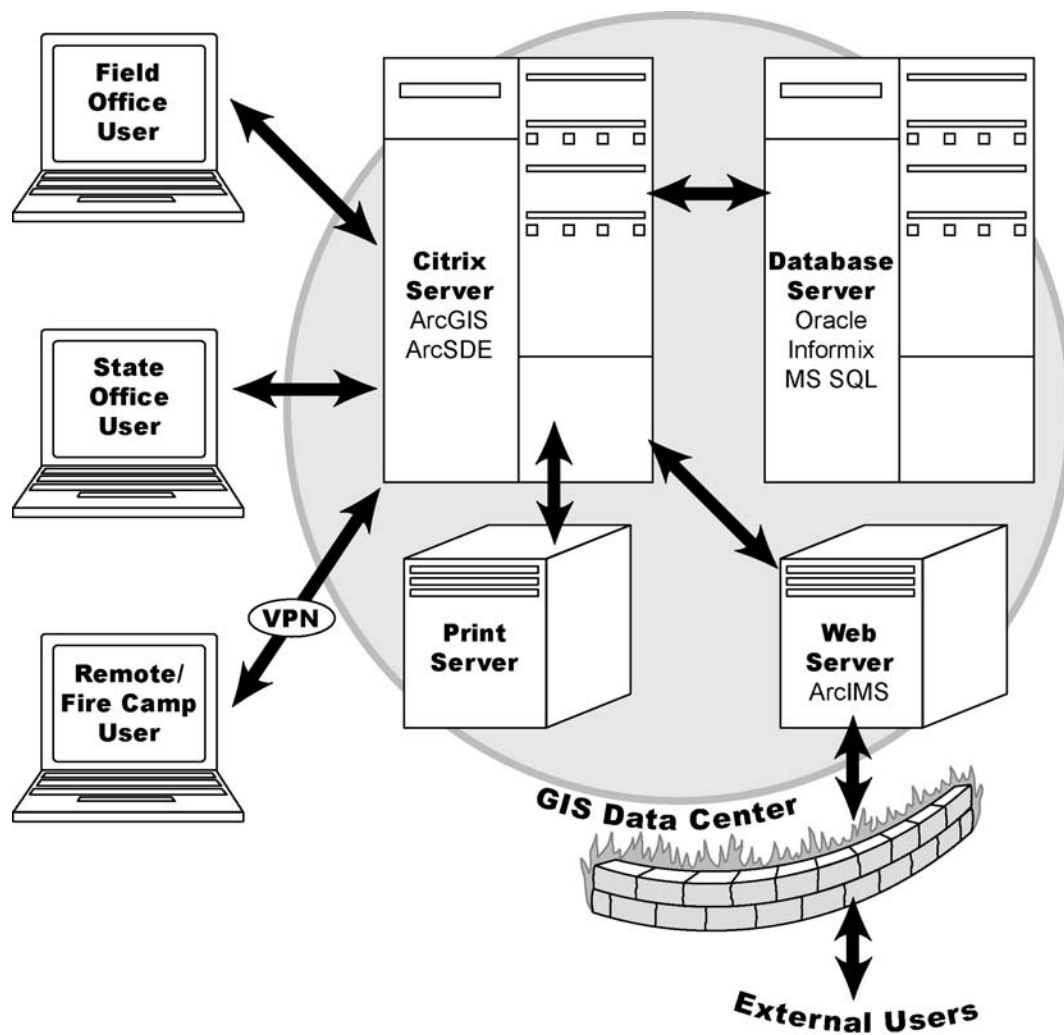 Field
Office
User
State
Office
User
VPN
Remote/
Fire Camp
User
Citrix
Server
ArcGIS
ArcSDE
Database
Server
Oracle
Informix
MS SQL
Print
Server
Web
Server
ArcIMS
GIS Data Center
External Users